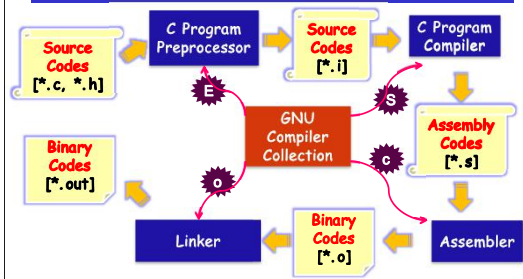 Source
Codes
[*.c, *.h]
C Program
Preprocessor
Source
Codes
[*.i]
C Program
Compiler
E
S
GNU
Compiler
Collection
Assembly
Codes
[*.s]
Binary
Codes
[*.out]
o
c
Linker
Binary
Codes
[*.o]
Assembler